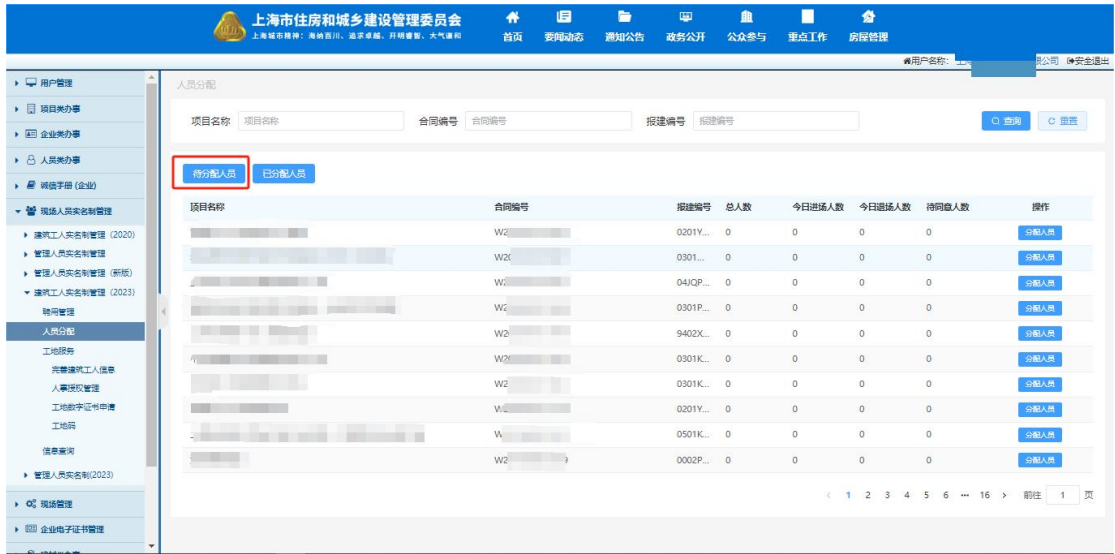 上海市住房和城乡建设管理委员会
上海城市精神:海纳百川、追求卓越、开明睿智、大气谦和
首页 要闻动态 通知公告 政务公开 公众参与 重点工作 房屋管理
用户名称: 限公司 安全退出
用户管理
项目类办事
企业类办事
人员类办事
诚信手册 (企业)
现场人员实名制管理
建筑工人实名制管理 (2020)
管理人员实名制管理
管理人员实名制管理 (新版)
建筑工人实名制管理 (2023)
聘用管理
人员分配
工地服务
完善建筑工人信息
人事授权管理
工地数字证书申请
工地码
信息查询
管理人员实名制(2023)
现场管理
企业电子证书管理
人员分配
项目名称 项目名称 合同编号 合同编号 报建编号 报建编号 查询 重置
待分配人员 已分配人员
项目名称 合同编号 报建编号 总人数 今日进场人数 今日退场人数 待同意人数 操作
W2 0201Y... 0 0 0 0 分配人员
W20 0301... 0 0 0 0 分配人员
W 04JQP... 0 0 0 0 分配人员
W2 0301P... 0 0 0 0 分配人员
W2 9402X... 0 0 0 0 分配人员
W2 0301K... 0 0 0 0 分配人员
W2 0301K... 0 0 0 0 分配人员
W 0201Y... 0 0 0 0 分配人员
W 0501K... 0 0 0 0 分配人员
W2 0002P... 0 0 0 0 分配人员
< 1 2 3 4 5 6 ••• 16 > 前往 1 页